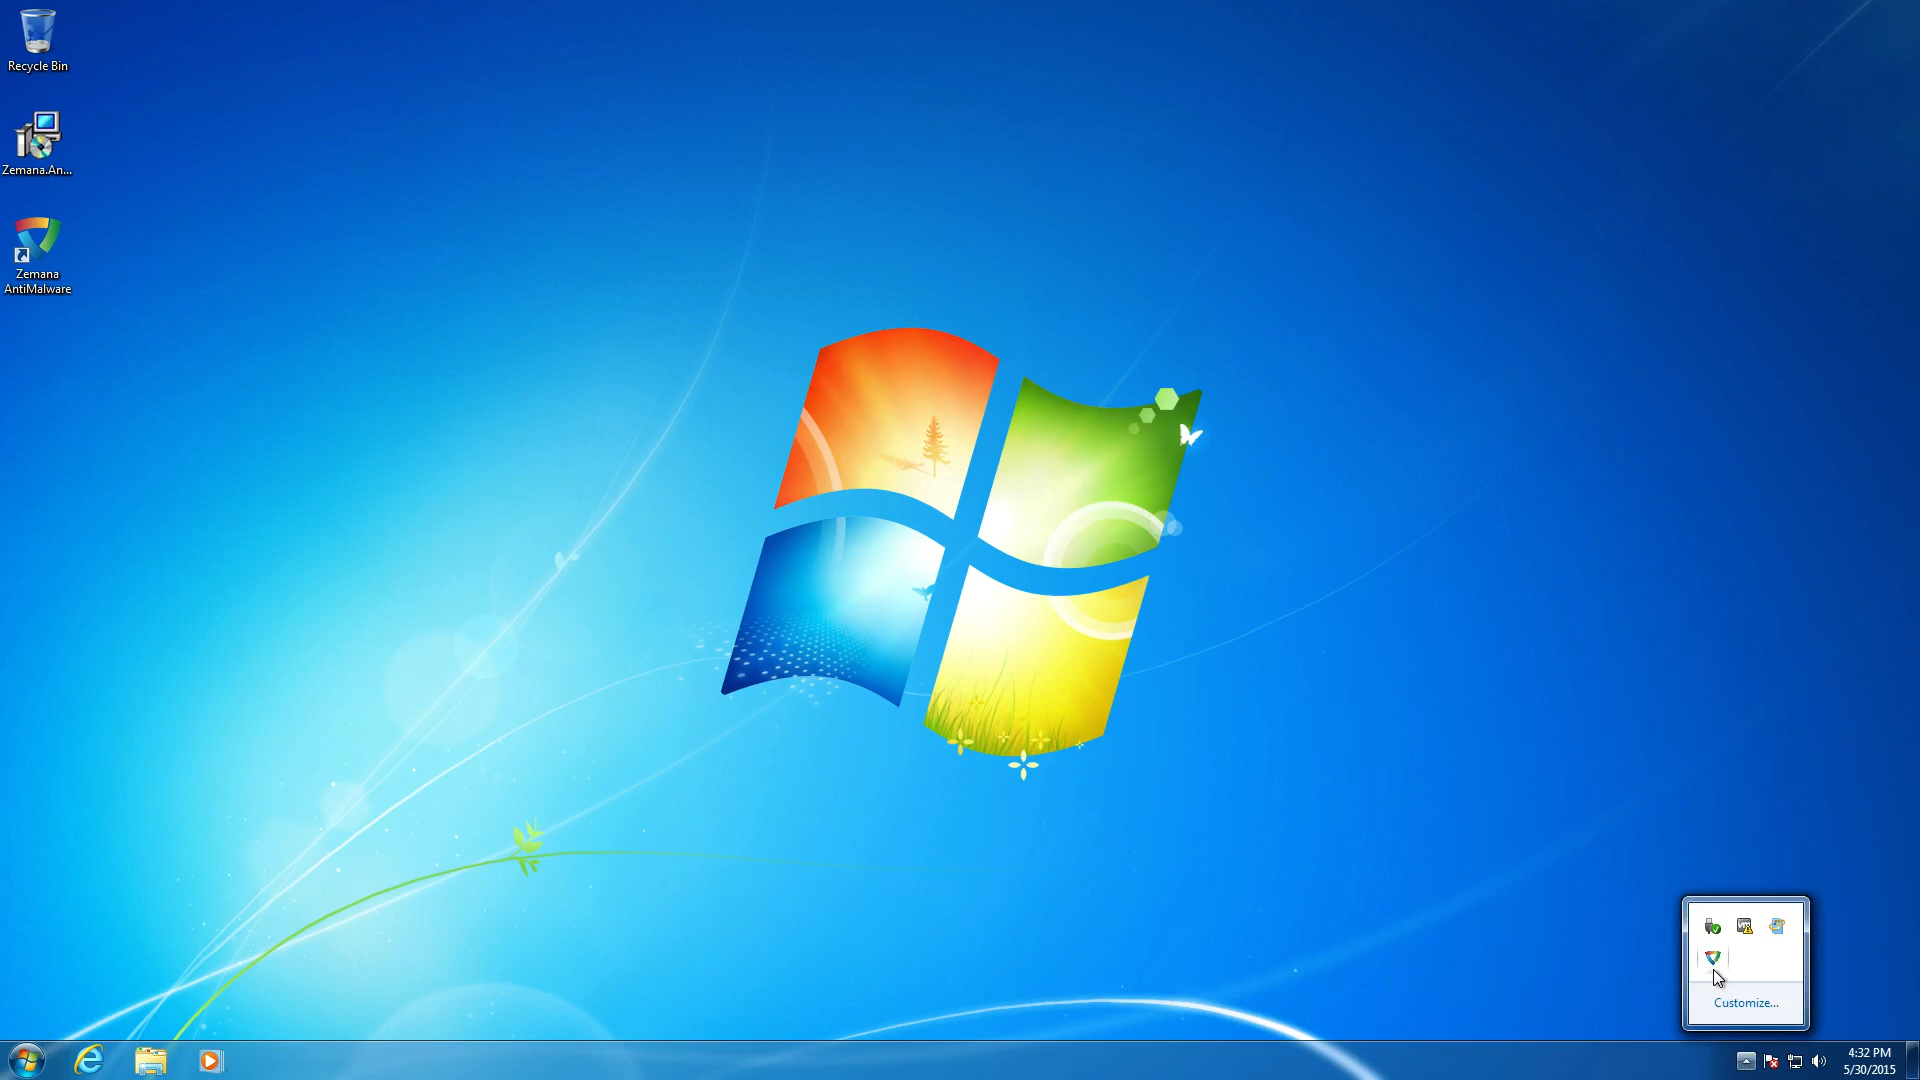 Recycle Bin
Zemana.An...
Zemana
AntiMalware
Customize...
4:32 PM
5/30/2015